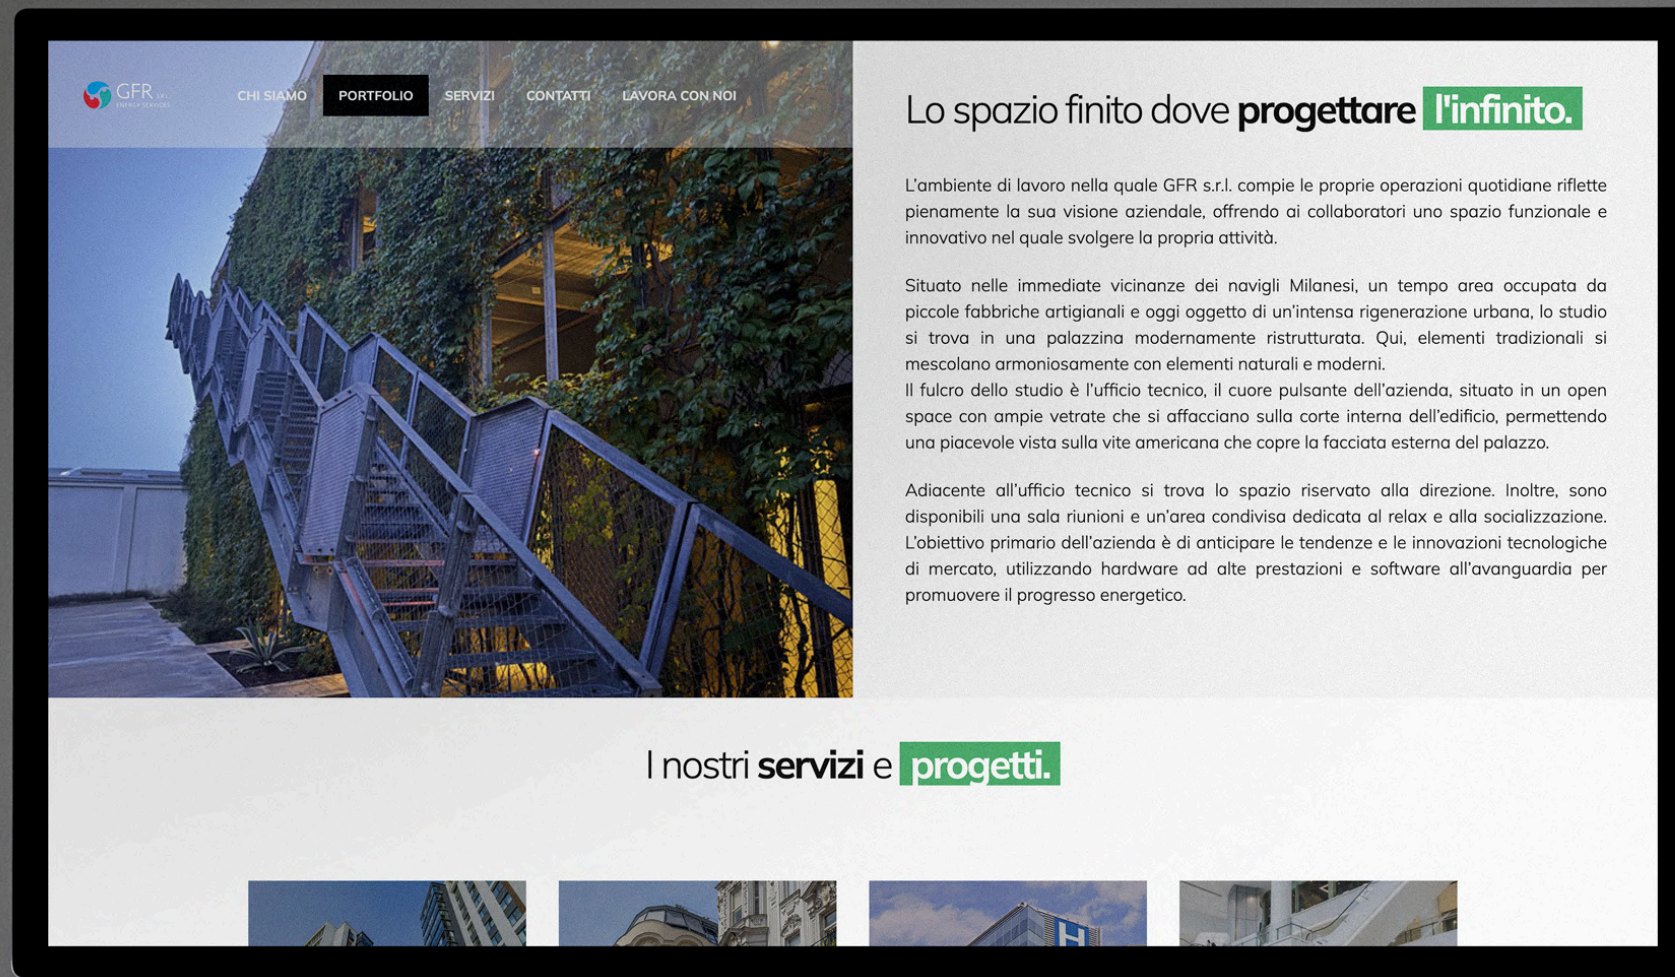 GFR S.R.L.
ENERGY SERVICES
CHI SIAMO
PORTFOLIO
SERVIZI
CONTATTI
LAVORA CON NOI
Lo spazio finito dove progettare l'infinito.
L'ambiente di lavoro nella quale GFR s.r.l. compie le proprie operazioni quotidiane riflette
pienamente la sua visione aziendale, offrendo ai collaboratori uno spazio funzionale e
innovativo nel quale svolgere la propria attività.
Situato nelle immediate vicinanze dei navigli Milanesi, un tempo area occupata da
piccole fabbriche artigianali e oggi oggetto di un'intensa rigenerazione urbana, lo studio
si trova in una palazzina modernamente ristrutturata. Qui, elementi tradizionali si
mescolano armoniosamente con elementi naturali e moderni.
Il fulcro dello studio è l'ufficio tecnico, il cuore pulsante dell'azienda, situato in un open
space con ampie vetrate che si affacciano sulla corte interna dell'edificio, permettendo
una piacevole vista sulla vite americana che copre la facciata esterna del palazzo.
Adiacente all'ufficio tecnico si trova lo spazio riservato alla direzione. Inoltre, sono
disponibili una sala riunioni e un'area condivisa dedicata al relax e alla socializzazione.
L'obiettivo primario dell'azienda è di anticipare le tendenze e le innovazioni tecnologiche
di mercato, utilizzando hardware ad alte prestazioni e software all'avanguardia per
promuovere il progresso energetico.
I nostri servizi e progetti.
H